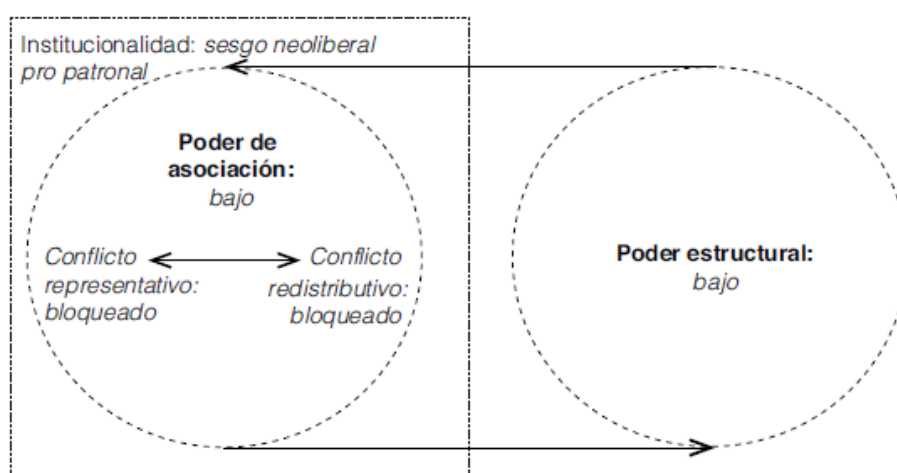 Institucionalidad: sesgo neoliberal
pro patronal
Poder de
asociación:
bajo
Conflicto
representativo:
bloqueado
Conflicto
redistributivo:
bloqueado
Poder estructural:
bajo